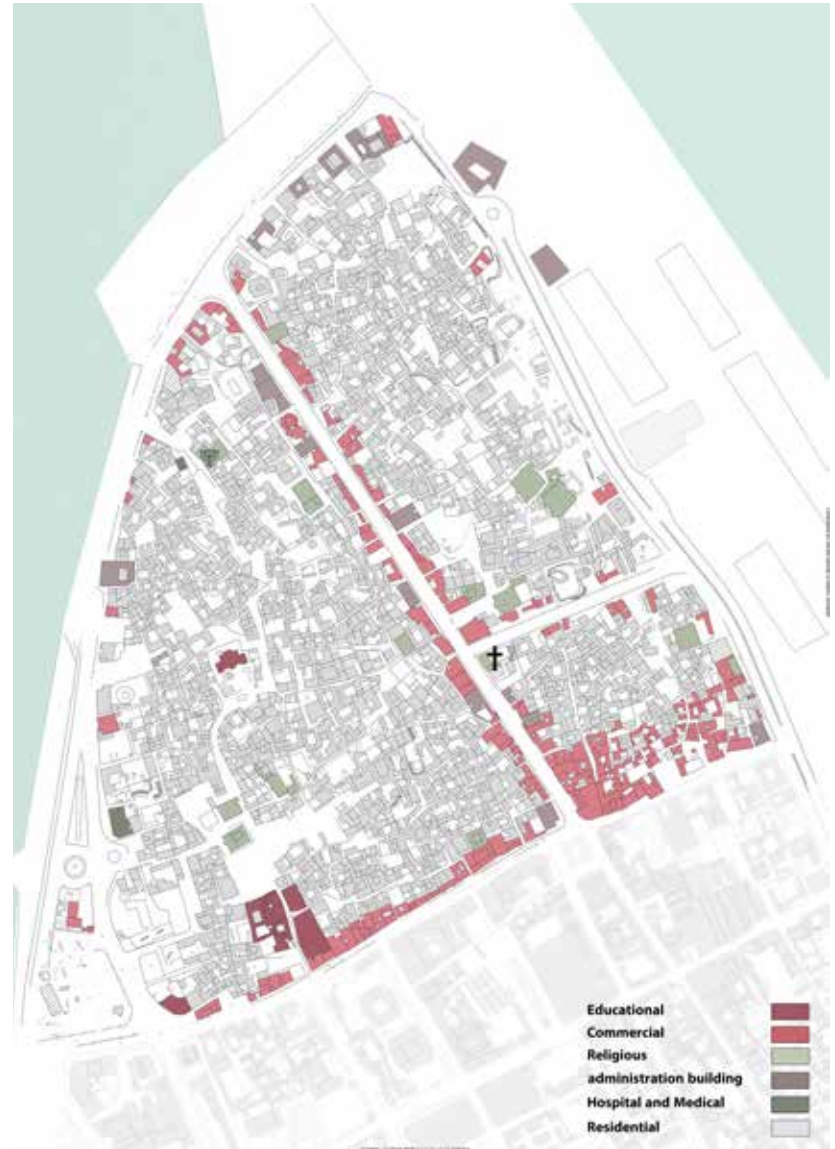 Educational
Commercial
Religious
administration building
Hospital and Medical
Residential